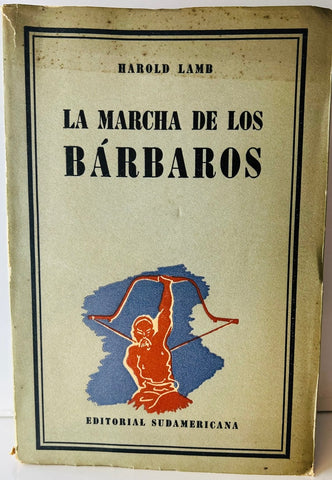 HAROLD LAMB
LA MARCHA DE LOS
BÁRBAROS
EDITORIAL SUDAMERICANA